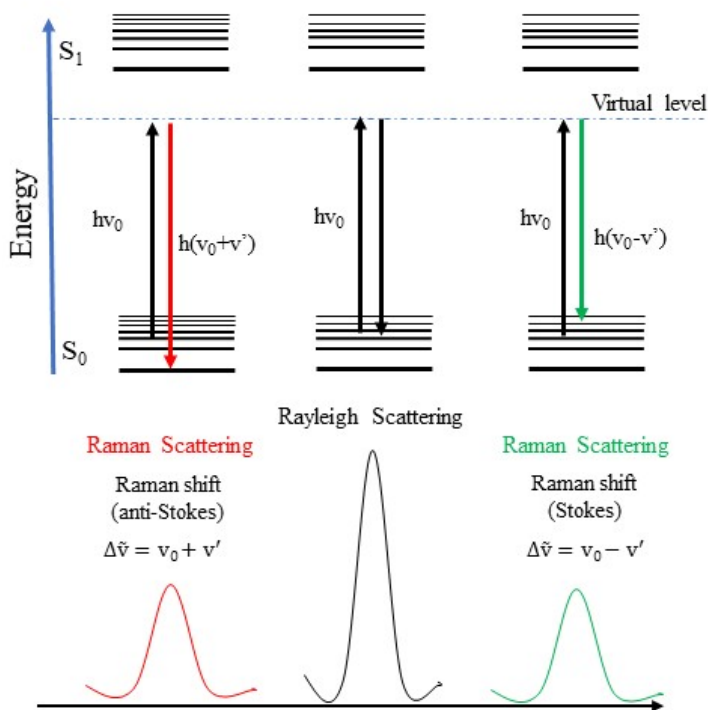 S₁
Virtual level
Energy
hv₀
h(v₀+v’)
hv₀
hv₀
h(v₀-v’)
S₀
Rayleigh Scattering
Raman Scattering
Raman shift
(anti-Stokes)
Δṽ = v₀ + v′
Raman Scattering
Raman shift
(Stokes)
Δṽ = v₀ − v′